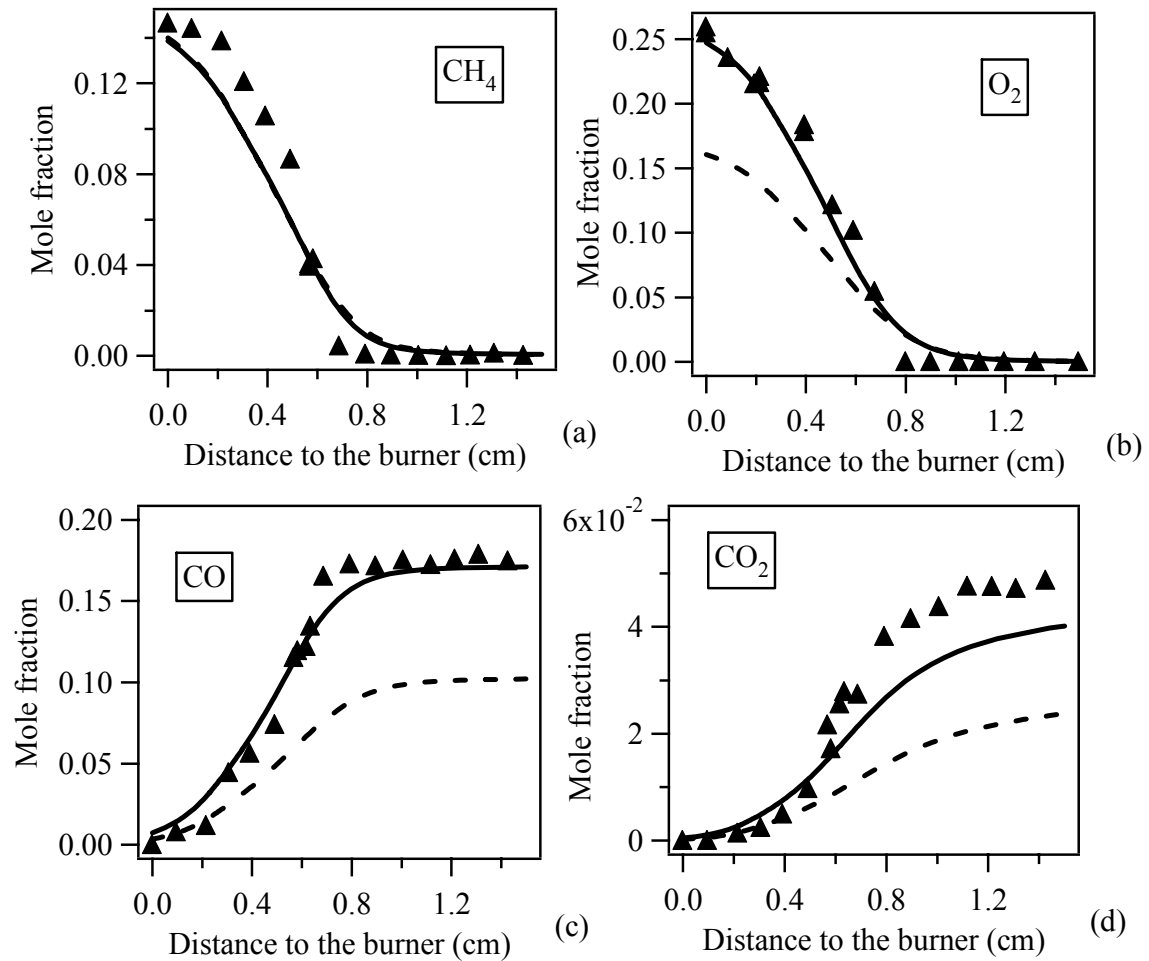 CH4
0.12
0.08
0.04
0.00
Mole fraction
0.0 0.4 0.8 1.2
Distance to the burner (cm)
(a)
O2
0.25
0.20
0.15
0.10
0.05
0.00
Mole fraction
0.0 0.4 0.8 1.2
Distance to the burner (cm)
(b)
CO
0.20
0.15
0.10
0.05
0.00
Mole fraction
0.0 0.4 0.8 1.2
Distance to the burner (cm)
(c)
CO2
6x10-2
4
2
0
Mole fraction
0.0 0.4 0.8 1.2
Distance to the burner (cm)
(d)